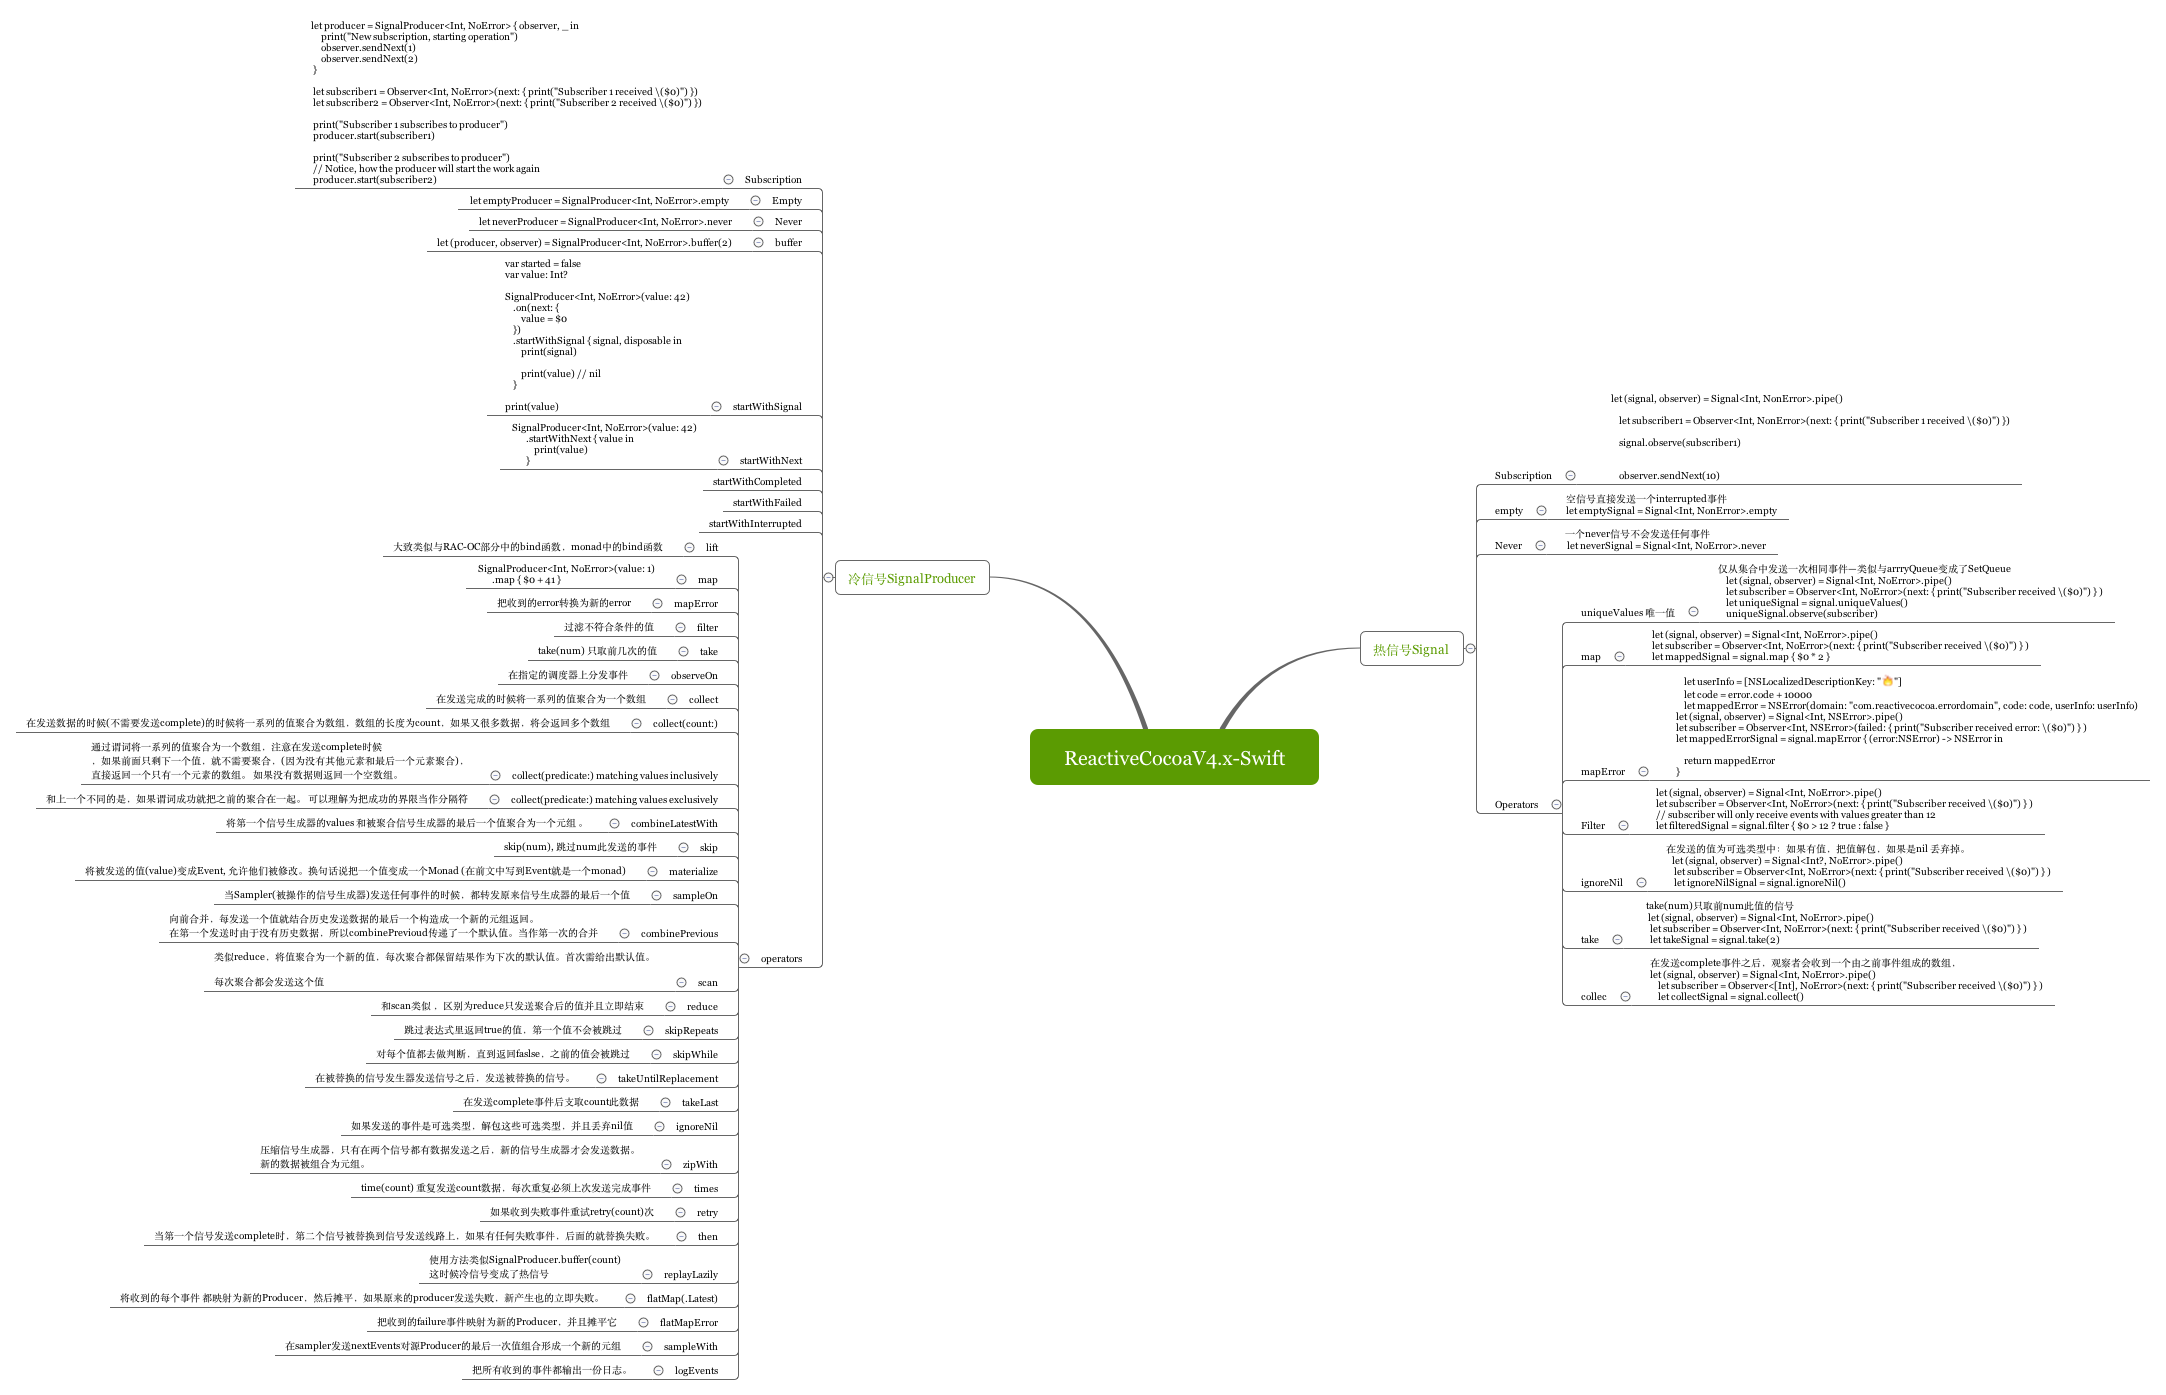 let producer = SignalProducer<Int, NoError> { observer, _ in
print("New subscription, starting operation")
observer.sendNext(1)
observer.sendNext(2)
}
let subscriber1 = Observer<Int, NoError>(next: { print("Subscriber 1 received \($0)") })
let subscriber2 = Observer<Int, NoError>(next: { print("Subscriber 2 received \($0)") })
print("Subscriber 1 subscribes to producer")
producer.start(subscriber1)
print("Subscriber 2 subscribes to producer")
// Notice, how the producer will start the work again
producer.start(subscriber2)
Subscription
let emptyProducer = SignalProducer<Int, NoError>.empty
Empty
let neverProducer = SignalProducer<Int, NoError>.never
Never
let (producer, observer) = SignalProducer<Int, NoError>.buffer(2)
buffer
var started = false
var value: Int?
SignalProducer<Int, NoError>(value: 42)
.on(next: {
value = $0
})
.startWithSignal { signal, disposable in
print(signal)
print(value) // nil
}
print(value)
startWithSignal
SignalProducer<Int, NoError>(value: 42)
.startWithNext { value in
print(value)
}
startWithNext
startWithCompleted
startWithFailed
startWithInterrupted
大致类似与RAC-OC部分中的bind函数，monad中的bind函数
lift
SignalProducer<Int, NoError>(value: 1)
.map { $0 + 41 }
map
把收到的error转换为新的error
mapError
过滤不符合条件的值
filter
take(num) 只取前几次的值
take
在指定的调度器上分发事件
observeOn
在发送完成的时候将一系列的值聚合为一个数组
collect
在发送数据的时候(不需要发送complete)的时候将一系列的值聚合为数组，数组的长度为count，如果又很多数据，将会返回多个数组
collect(count:)
通过谓词将一系列的值聚合为一个数组，注意在发送complete时候
，如果前面只剩下一个值，就不需要聚合，(因为没有其他元素和最后一个元素聚合)，
直接返回一个只有一个元素的数组。 如果没有数据则返回一个空数组。
collect(predicate:) matching values inclusively
和上一个不同的是，如果谓词成功就把之前的聚合在一起。 可以理解为把成功的界限当作分隔符
collect(predicate:) matching values exclusively
将第一个信号生成器的values 和被聚合信号生成器的最后一个值聚合为一个元组 。
combineLatestWith
skip(num), 跳过num此发送的事件
skip
将被发送的值(value)变成Event, 允许他们被修改。换句话说把一个值变成一个Monad (在前文中写到Event就是一个monad)
materialize
当Sampler(被操作的信号生成器)发送任何事件的时候，都转发原来信号生成器的最后一个值
sampleOn
向前合并，每发送一个值就结合历史发送数据的最后一个构造成一个新的元组返回。
在第一个发送时由于没有历史数据，所以combinePrevioud传递了一个默认值。当作第一次的合并
combinePrevious
operators
类似reduce，将值聚合为一个新的值，每次聚合都保留结果作为下次的默认值。首次需给出默认值。
每次聚合都会发送这个值
scan
和scan类似 ，区别为reduce只发送聚合后的值并且立即结束
reduce
跳过表达式里返回true的值，第一个值不会被跳过
skipRepeats
对每个值都去做判断，直到返回faslse，之前的值会被跳过
skipWhile
在被替换的信号发生器发送信号之后，发送被替换的信号。
takeUntilReplacement
在发送complete事件后支取count此数据
takeLast
如果发送的事件是可选类型，解包这些可选类型，并且丢弃nil值
ignoreNil
压缩信号生成器，只有在两个信号都有数据发送之后，新的信号生成器才会发送数据。
新的数据被组合为元组。
zipWith
time(count) 重复发送count数据，每次重复必须上次发送完成事件
times
如果收到失败事件重试retry(count)次
retry
当第一个信号发送complete时，第二个信号被替换到信号发送线路上，如果有任何失败事件，后面的就替换失败。
then
使用方法类似SignalProducer.buffer(count)
这时候冷信号变成了热信号
replayLazily
将收到的每个事件 都映射为新的Producer，然后摊平，如果原来的producer发送失败，新产生也的立即失败。
flatMap(.Latest)
把收到的failure事件映射为新的Producer，并且摊平它
flatMapError
在sampler发送nextEvents对源Producer的最后一次值组合形成一个新的元组
sampleWith
把所有收到的事件都输出一份日志。
logEvents
冷信号SignalProducer
ReactiveCocoaV4.x-Swift
热信号Signal
let (signal, observer) = Signal<Int, NonError>.pipe()
let subscriber1 = Observer<Int, NonError>(next: { print("Subscriber 1 received \($0)") })
signal.observe(subscriber1)
Subscription
observer.sendNext(10)
空信号直接发送一个interrupted事件
empty
let emptySignal = Signal<Int, NonError>.empty
一个never信号不会发送任何事件
Never
let neverSignal = Signal<Int, NoError>.never
仅从集合中发送一次相同事件—类似与arrryQueue变成了SetQueue
let (signal, observer) = Signal<Int, NoError>.pipe()
let subscriber = Observer<Int, NoError>(next: { print("Subscriber received \($0)") } )
let uniqueSignal = signal.uniqueValues()
uniqueValues 唯一值
uniqueSignal.observe(subscriber)
let (signal, observer) = Signal<Int, NoError>.pipe()
let subscriber = Observer<Int, NoError>(next: { print("Subscriber received \($0)") } )
map
let mappedSignal = signal.map { $0 * 2 }
let userInfo = [NSLocalizedDescriptionKey: "🔥"]
let code = error.code + 10000
let mappedError = NSError(domain: "com.reactivecocoa.errordomain", code: code, userInfo: userInfo)
let (signal, observer) = Signal<Int, NSError>.pipe()
let subscriber = Observer<Int, NSError>(failed: { print("Subscriber received error: \($0)") } )
let mappedErrorSignal = signal.mapError { (error:NSError) -> NSError in
return mappedError
mapError
}
Operators
let (signal, observer) = Signal<Int, NoError>.pipe()
let subscriber = Observer<Int, NoError>(next: { print("Subscriber received \($0)") } )
// subscriber will only receive events with values greater than 12
Filter
let filteredSignal = signal.filter { $0 > 12 ? true : false }
在发送的值为可选类型中：如果有值，把值解包，如果是nil 丢弃掉。
let (signal, observer) = Signal<Int?, NoError>.pipe()
let subscriber = Observer<Int, NoError>(next: { print("Subscriber received \($0)") } )
ignoreNil
let ignoreNilSignal = signal.ignoreNil()
take(num)只取前num此值的信号
let (signal, observer) = Signal<Int, NoError>.pipe()
let subscriber = Observer<Int, NoError>(next: { print("Subscriber received \($0)") } )
take
let takeSignal = signal.take(2)
在发送complete事件之后，观察者会收到一个由之前事件组成的数组，
let (signal, observer) = Signal<Int, NoError>.pipe()
let subscriber = Observer<[Int], NoError>(next: { print("Subscriber received \($0)") } )
collec
let collectSignal = signal.collect()